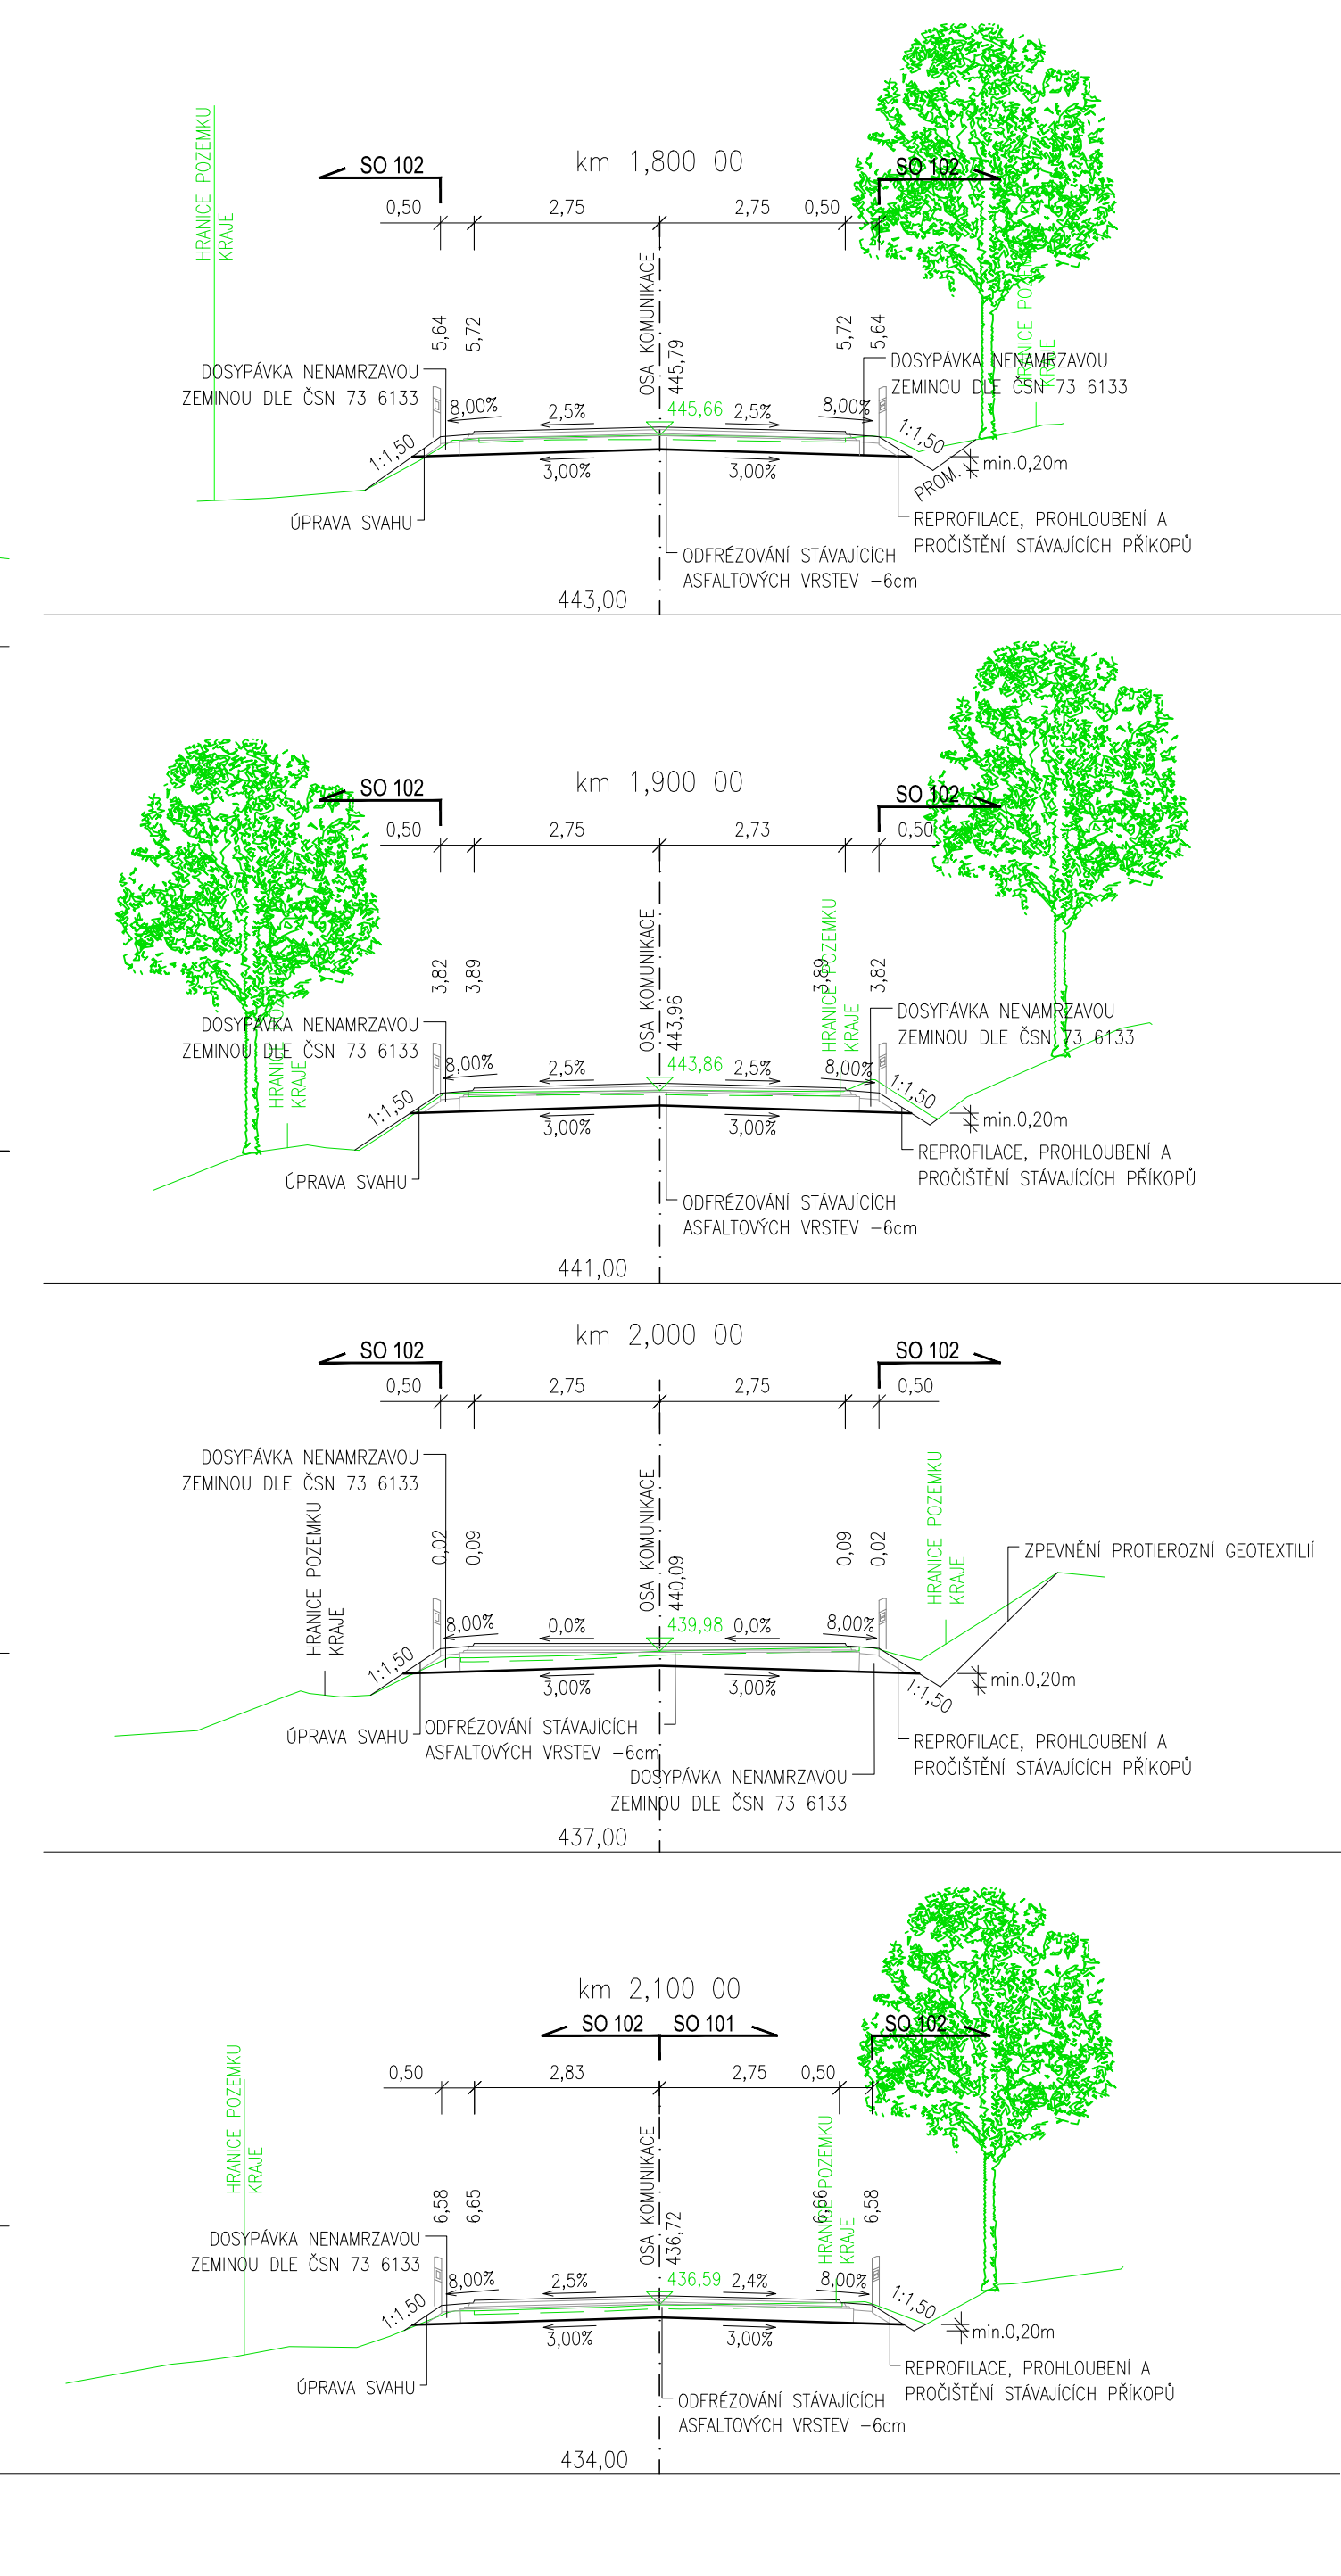 km 1,800 00
SO 102
SO 102
0,50
2,75
2,75
0,50
HRANICE POZEMKU
KRAJE
5,64
5,72
OSA KOMUNIKACE
445,79
5,72
5,64
HRANICE POZEM
KRAJE
DOSYPÁVKA NENAMRZAVOU
ZEMINOU DLE ČSN 73 6133
DOSYPÁVKA NENAMRZAVOU
ZEMINOU DLE ČSN 73 6133
8,00%
2,5%
445,66
2,5%
8,00%
1:1,50
1:1,50
3,00%
3,00%
PROM.
min.0,20m
ÚPRAVA SVAHU
REPROFILACE, PROHLOUBENÍ A
PROČIŠTĚNÍ STÁVAJÍCÍCH PŘÍKOPŮ
ODFRÉZOVÁNÍ STÁVAJÍCÍCH
ASFALTOVÝCH VRSTEV -6cm
443,00
km 1,900 00
SO 102
SO 102
0,50
2,75
2,73
0,50
3,82
3,89
OSA KOMUNIKACE
443,96
3,89
3,82
HRANICE POZEMKU
KRAJE
HRANICE POZEMKU
KRAJE
DOSYPÁVKA NENAMRZAVOU
ZEMINOU DLE ČSN 73 6133
DOSYPÁVKA NENAMRZAVOU
ZEMINOU DLE ČSN 73 6133
8,00%
2,5%
443,86
2,5%
8,00%
1:1,50
1:1,50
3,00%
3,00%
min.0,20m
ÚPRAVA SVAHU
REPROFILACE, PROHLOUBENÍ A
PROČIŠTĚNÍ STÁVAJÍCÍCH PŘÍKOPŮ
ODFRÉZOVÁNÍ STÁVAJÍCÍCH
ASFALTOVÝCH VRSTEV -6cm
441,00
km 2,000 00
SO 102
SO 102
0,50
2,75
2,75
0,50
DOSYPÁVKA NENAMRZAVOU
ZEMINOU DLE ČSN 73 6133
HRANICE POZEMKU
KRAJE
0,02
0,09
OSA KOMUNIKACE
440,09
0,09
0,02
HRANICE POZEMKU
KRAJE
ZPEVNĚNÍ PROTIEROZNÍ GEOTEXTILIÍ
8,00%
0,0%
439,98
0,0%
8,00%
1:1,50
1:1,50
3,00%
3,00%
min.0,20m
ÚPRAVA SVAHU
ODFRÉZOVÁNÍ STÁVAJÍCÍCH
ASFALTOVÝCH VRSTEV -6cm
REPROFILACE, PROHLOUBENÍ A
PROČIŠTĚNÍ STÁVAJÍCÍCH PŘÍKOPŮ
DOSYPÁVKA NENAMRZAVOU
ZEMINOU DLE ČSN 73 6133
437,00
km 2,100 00
SO 102
SO 101
SO 102
0,50
2,83
2,75
0,50
HRANICE POZEMKU
KRAJE
6,58
6,65
OSA KOMUNIKACE
436,72
6,66
6,58
HRANICE POZEMKU
KRAJE
DOSYPÁVKA NENAMRZAVOU
ZEMINOU DLE ČSN 73 6133
8,00%
2,5%
436,59
2,4%
8,00%
1:1,50
1:1,50
3,00%
3,00%
min.0,20m
ÚPRAVA SVAHU
REPROFILACE, PROHLOUBENÍ A
PROČIŠTĚNÍ STÁVAJÍCÍCH PŘÍKOPŮ
ODFRÉZOVÁNÍ STÁVAJÍCÍCH
ASFALTOVÝCH VRSTEV -6cm
434,00